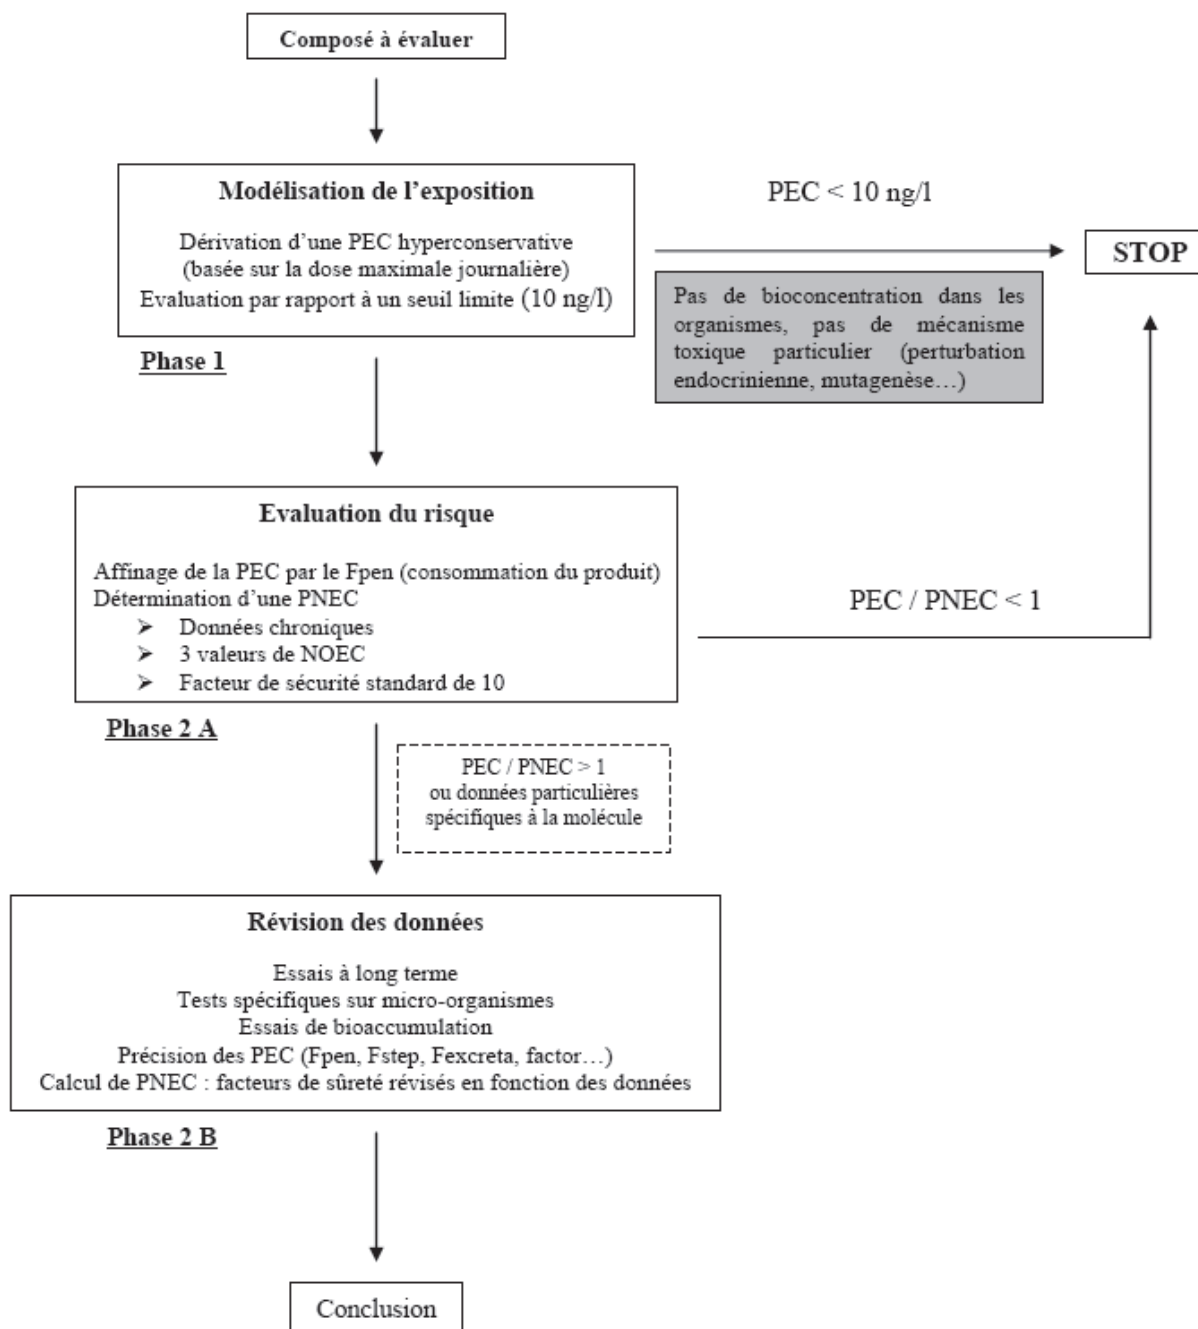 Composé à évaluer
Modélisation de l’exposition
Dérivation d’une PEC hyperconservative
(basée sur la dose maximale journalière)
Evaluation par rapport à un seuil limite (10 ng/l)
Phase 1
PEC < 10 ng/l
STOP
Pas de bioconcentration dans les
organismes, pas de mécanisme
toxique particulier (perturbation
endocrinienne, mutagenèse…)
Evaluation du risque
Affinage de la PEC par le Fpen (consommation du produit)
Détermination d’une PNEC
➢ Données chroniques
➢ 3 valeurs de NOEC
➢ Facteur de sécurité standard de 10
Phase 2 A
PEC / PNEC < 1
PEC / PNEC > 1
ou données particulières
spécifiques à la molécule
Révision des données
Essais à long terme
Tests spécifiques sur micro-organismes
Essais de bioaccumulation
Précision des PEC (Fpen, Fstep, Fexcreta, factor…)
Calcul de PNEC : facteurs de sûreté révisés en fonction des données
Phase 2 B
Conclusion